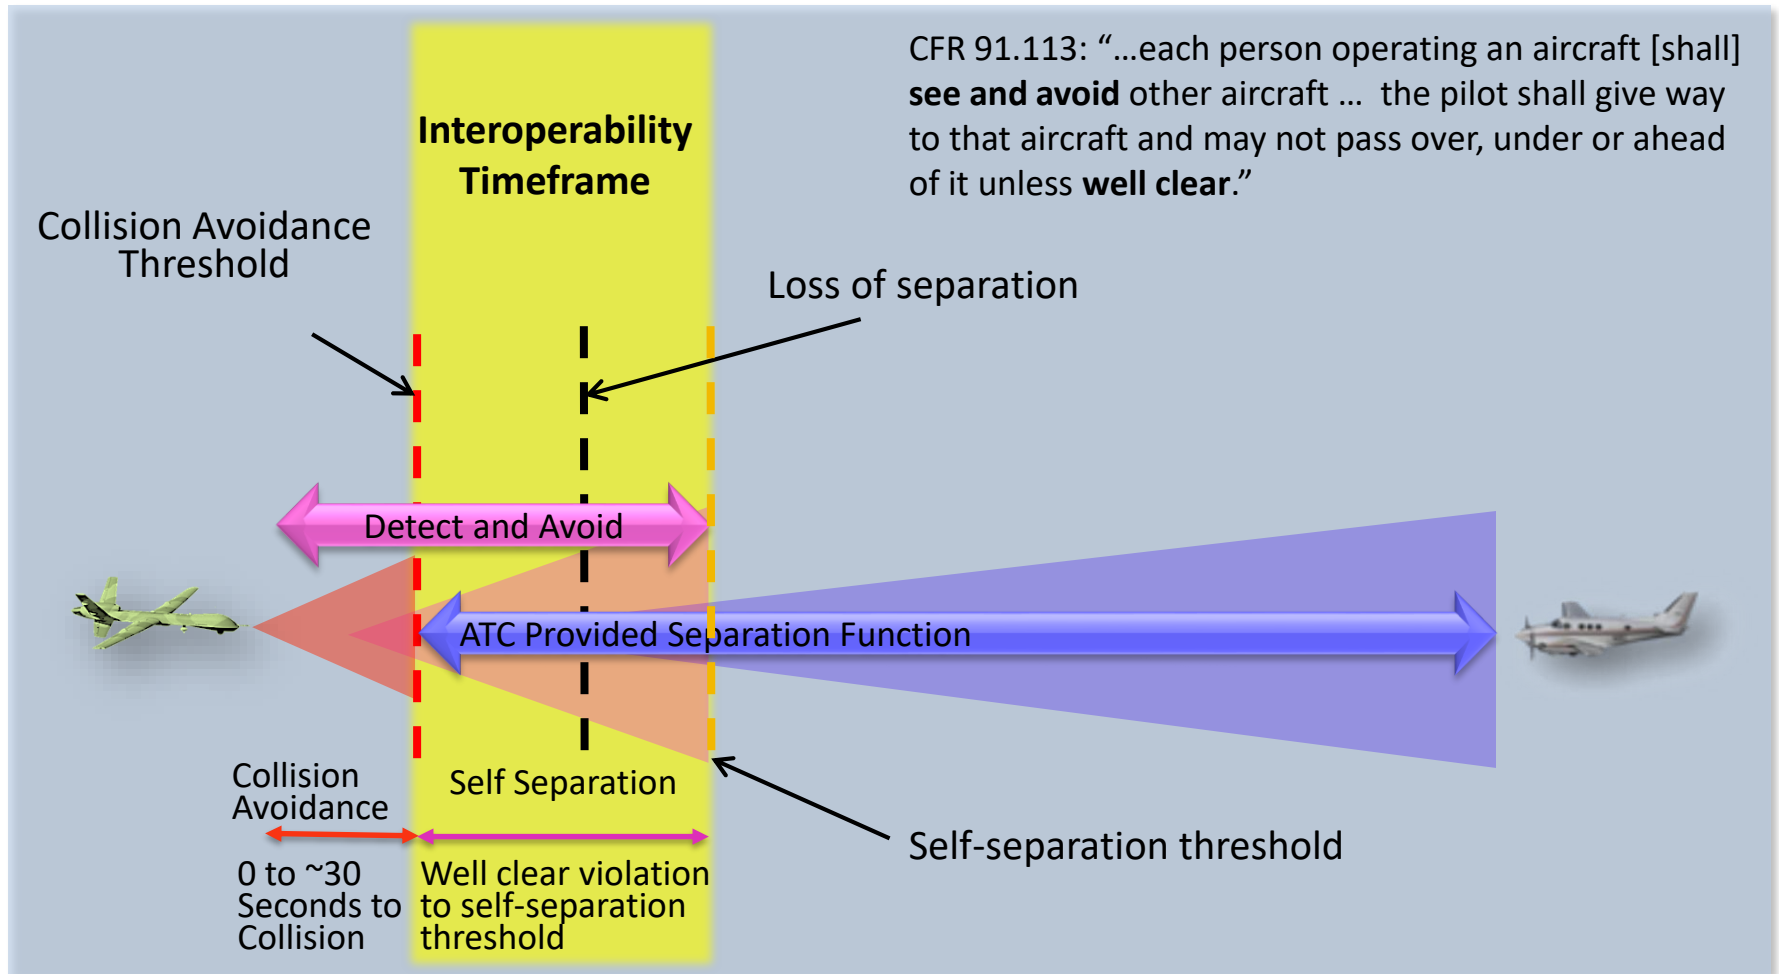 CFR 91.113: “…each person operating an aircraft [shall]
see and avoid other aircraft … the pilot shall give way
to that aircraft and may not pass over, under or ahead
of it unless well clear.”
Interoperability
Timeframe
Collision Avoidance
Threshold
Loss of separation
Detect and Avoid
ATC Provided Separation Function
Collision
Avoidance
Self Separation
Self-separation threshold
0 to ~30
Seconds to
Collision
Well clear violation
to self-separation
threshold